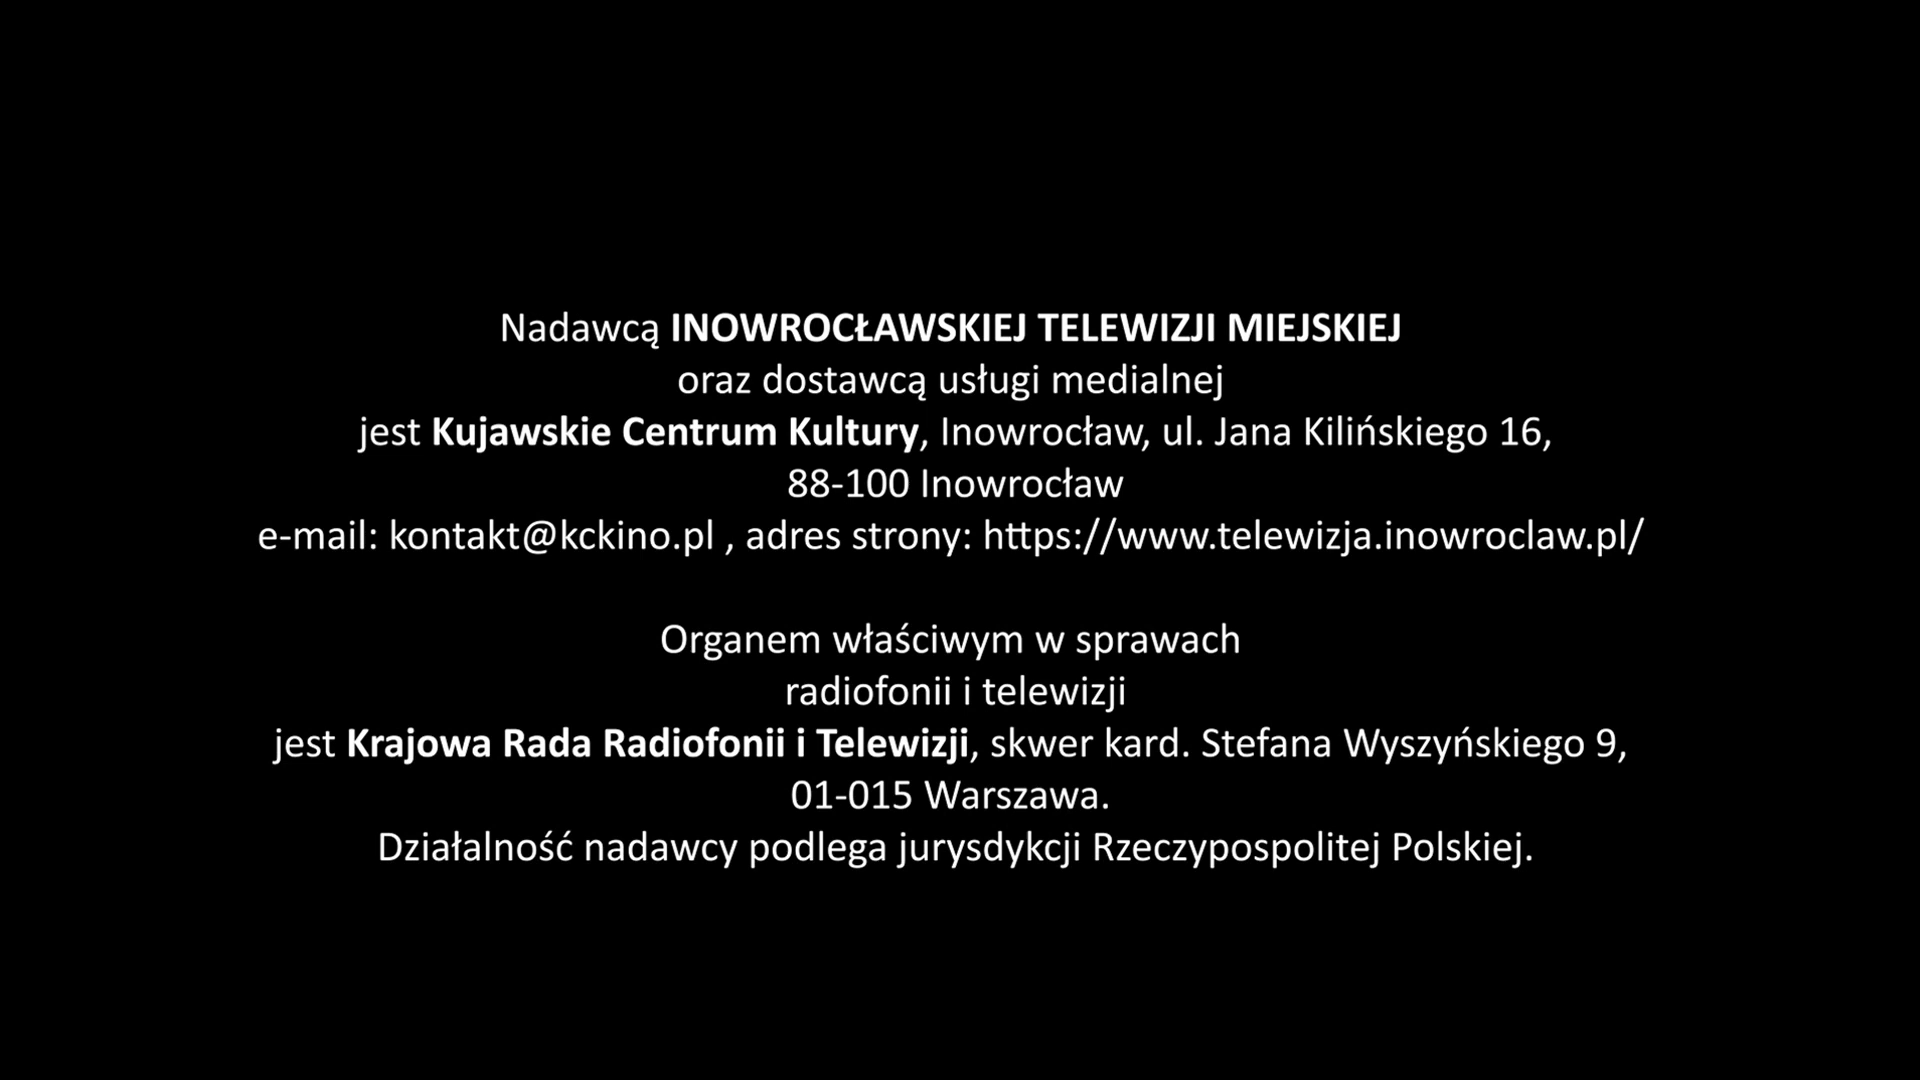 Nadawcą INOWROCŁAWSKIEJ TELEWIZJI MIEJSKIEJ
oraz dostawcą usługi medialnej
jest Kujawskie Centrum Kultury, Inowrocław, ul. Jana Kilińskiego 16,
88-100 Inowrocław
e-mail: kontakt@kckino.pl , adres strony: https://www.telewizja.inowroclaw.pl/
Organem właściwym w sprawach
radiofonii i telewizji
jest Krajowa Rada Radiofonii i Telewizji, skwer kard. Stefana Wyszyńskiego 9,
01-015 Warszawa.
Działalność nadawcy podlega jurysdykcji Rzeczypospolitej Polskiej.